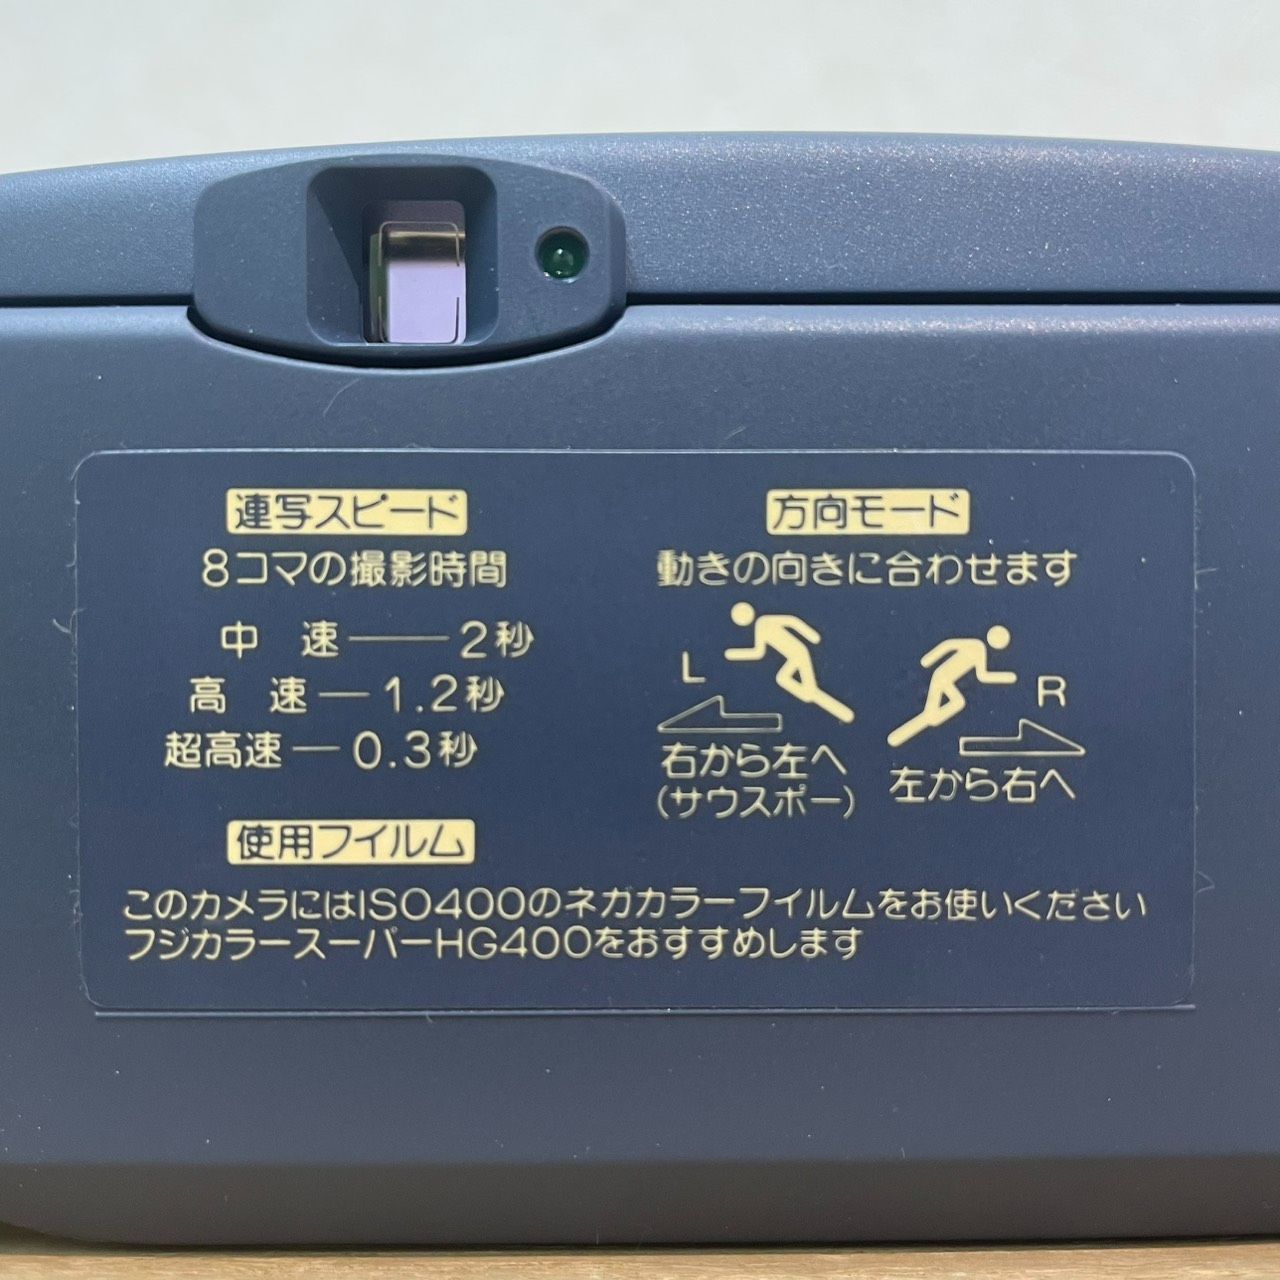 連写スピード
8コマの撮影時間
中 速——2秒
高 速—1.2秒
超高速—0.3秒
方向モード
動きの向きに合わせます
L
右から左へ
(サウスポー)
R
左から右へ
使用フイルム
このカメラにはISO400のネガカラーフイルムをお使いください
フジカラースーパーHG400をおすすめします